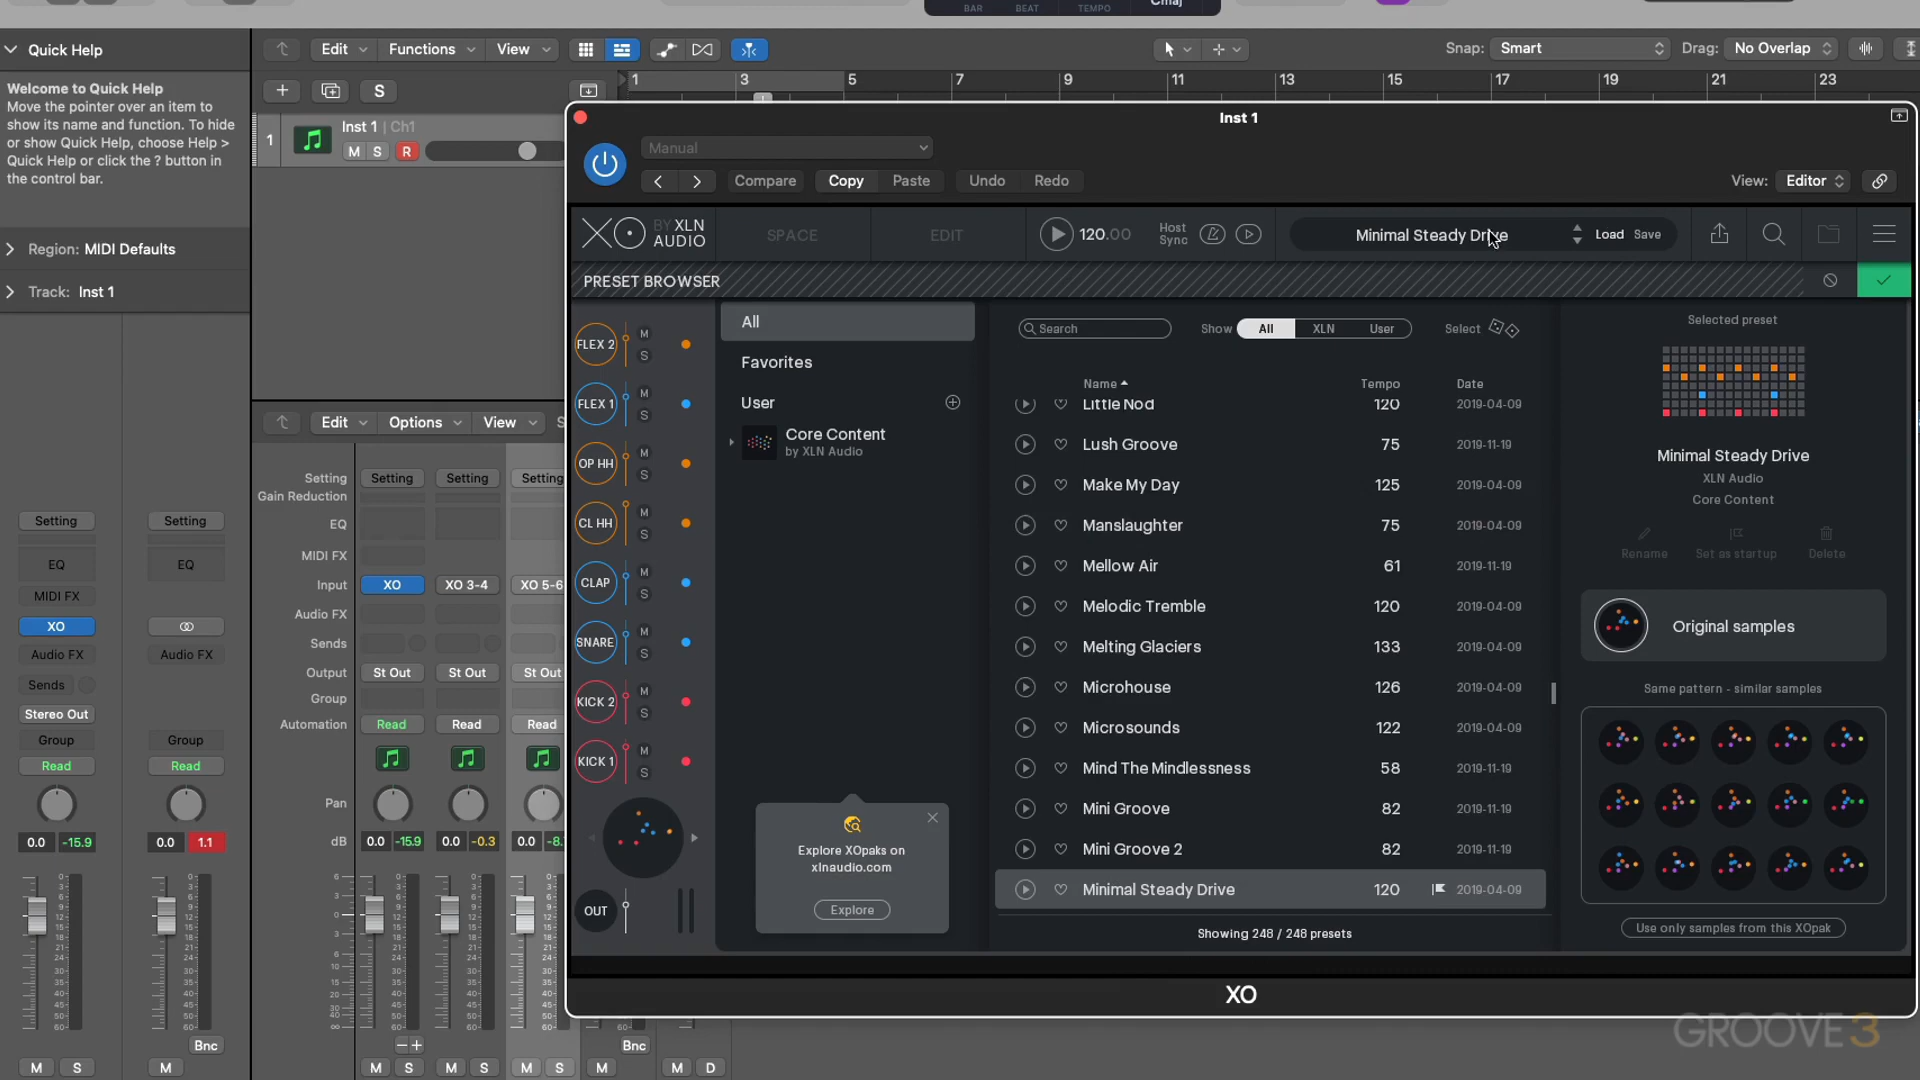 BAR BEAT TEMPO Cmaj
Quick Help
Edit Functions View
Snap: Smart Drag: No Overlap
Welcome to Quick Help
Move the pointer over an item to
show its name and function. To hide
or show Quick Help, choose Help >
Quick Help or click the ? button in
the control bar.
S
1 3 5 7 9 11 13 15 17 19 21 23
1 Inst 1 | Ch1
M S R
Region: MIDI Defaults
Track: Inst 1
Inst 1
Manual
Compare Copy Paste Undo Redo
View: Editor
XO BY XLN
AUDIO
SPACE EDIT
120.00 Host
Sync
Minimal Steady Drive Load Save
PRESET BROWSER
FLEX 2 M S
FLEX 1 M S
OP HH M S
CL HH M S
CLAP M S
SNARE M S
KICK 2 M S
KICK 1 M S
OUT
All
Favorites
User
Core Content
by XLN Audio
Explore XOpaks on
xlnaudio.com
Explore
Search Show All XLN User Select
Name Tempo Date
Little Nod 120 2019-04-09
Lush Groove 75 2019-11-19
Make My Day 125 2019-04-09
Manslaughter 75 2019-04-09
Mellow Air 61 2019-11-19
Melodic Tremble 120 2019-04-09
Melting Glaciers 133 2019-04-09
Microhouse 126 2019-04-09
Microsounds 122 2019-04-09
Mind The Mindlessness 58 2019-11-19
Mini Groove 82 2019-11-19
Mini Groove 2 82 2019-11-19
Minimal Steady Drive 120 2019-04-09
Showing 248 / 248 presets
Selected preset
Minimal Steady Drive
XLN Audio
Core Content
Rename Set as startup Delete
Original samples
Same pattern - similar samples
Use only samples from this XOpak
XO
Edit Options View
Setting Setting Setting Setting
Gain Reduction
EQ
MIDI FX
Input XO XO 3-4 XO 5-6
Audio FX
Sends
Output St Out St Out St Out
Group
Automation Read Read Read
Pan
dB 0.0 -15.9 0.0 -0.3 0.0 -8.
Setting Setting
EQ EQ
MIDI FX
XO
Audio FX Audio FX
Sends
Stereo Out
Group Group
Read Read
0.0 -15.9 0.0 1.1
Bnc Bnc
M S M M S M S M S M M D
GROOVE 3